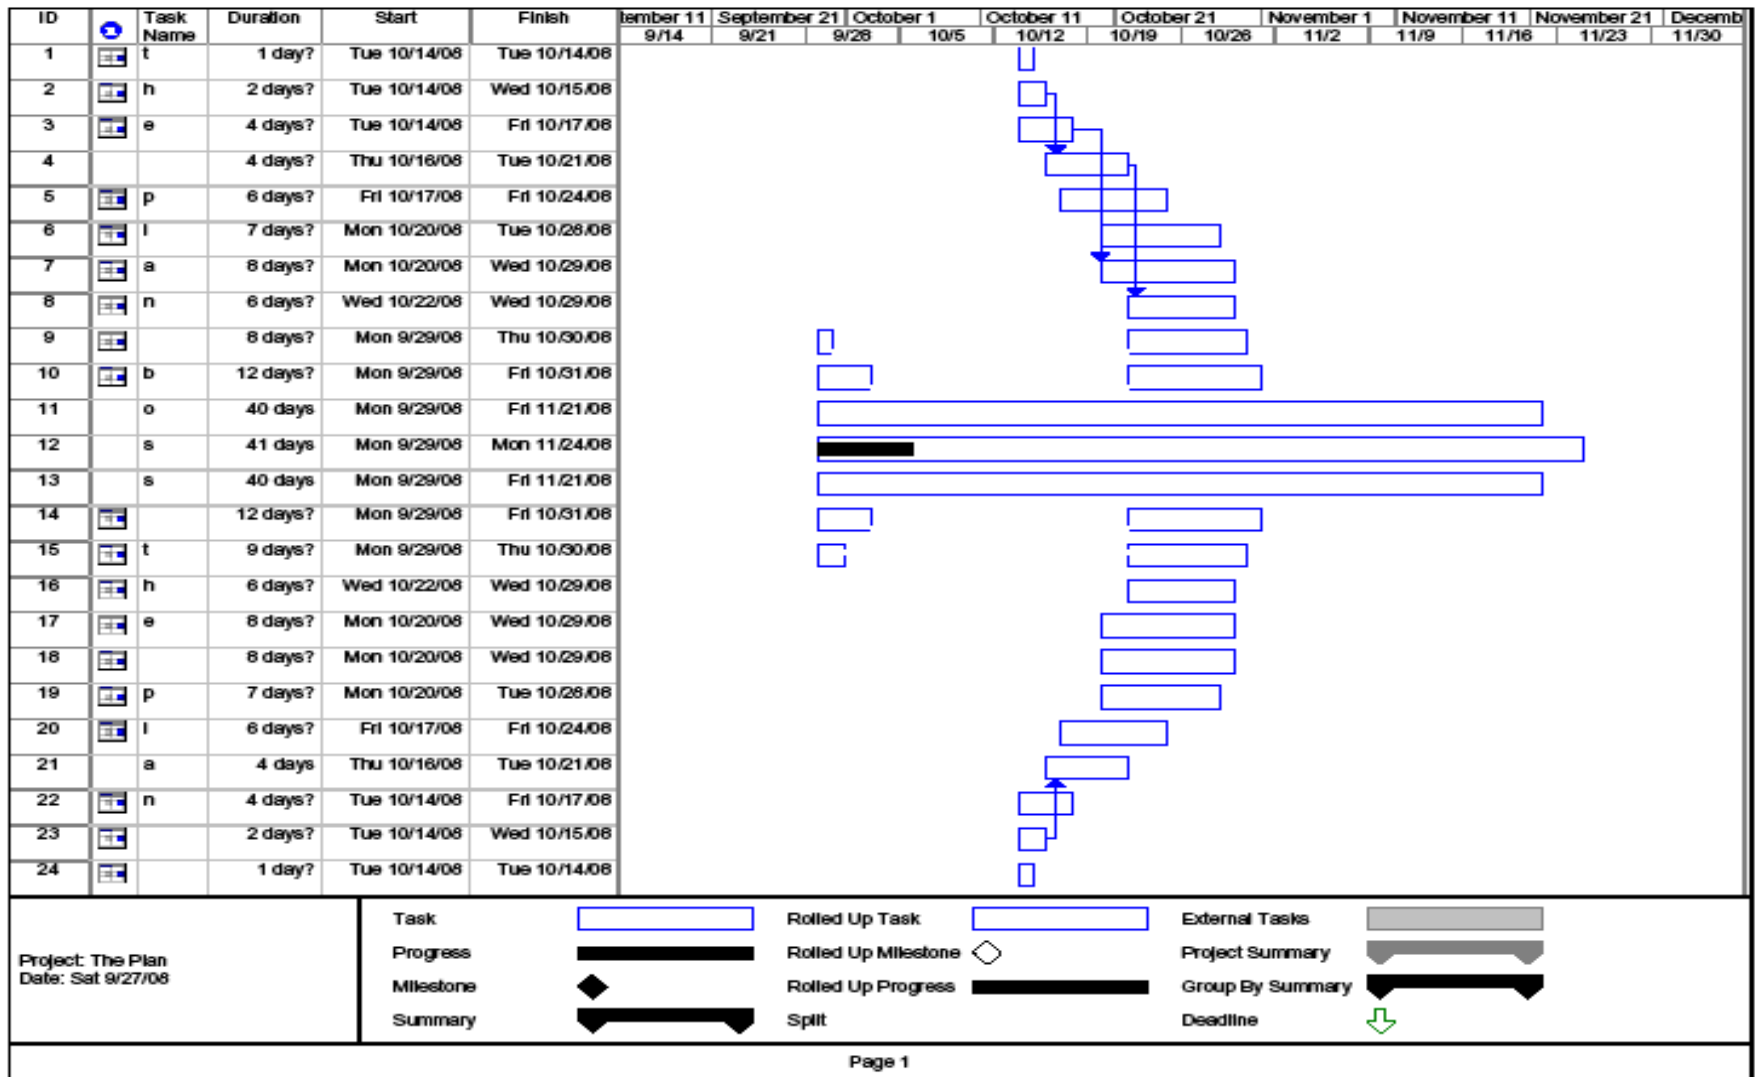 ID Task Name Duration Start Finish tember 11 September 21 October 1 October 11 October 21 November 1 November 11 November 21 Decemb
9/14 9/21 9/28 10/5 10/12 10/19 10/26 11/2 11/9 11/16 11/23 11/30
1 t 1 day? Tue 10/14/08 Tue 10/14/08
2 h 2 days? Tue 10/14/08 Wed 10/15/08
3 e 4 days? Tue 10/14/08 Fri 10/17/08
4 4 days? Thu 10/16/08 Tue 10/21/08
5 p 6 days? Fri 10/17/08 Fri 10/24/08
6 l 7 days? Mon 10/20/08 Tue 10/28/08
7 a 8 days? Mon 10/20/08 Wed 10/29/08
8 n 6 days? Wed 10/22/08 Wed 10/29/08
9 8 days? Mon 9/29/08 Thu 10/30/08
10 b 12 days? Mon 9/29/08 Fri 10/31/08
11 o 40 days Mon 9/29/08 Fri 11/21/08
12 s 41 days Mon 9/29/08 Mon 11/24/08
13 s 40 days Mon 9/29/08 Fri 11/21/08
14 12 days? Mon 9/29/08 Fri 10/31/08
15 t 9 days? Mon 9/29/08 Thu 10/30/08
16 h 6 days? Wed 10/22/08 Wed 10/29/08
17 e 8 days? Mon 10/20/08 Wed 10/29/08
18 8 days? Mon 10/20/08 Wed 10/29/08
19 p 7 days? Mon 10/20/08 Tue 10/28/08
20 l 6 days? Fri 10/17/08 Fri 10/24/08
21 a 4 days Thu 10/16/08 Tue 10/21/08
22 n 4 days? Tue 10/14/08 Fri 10/17/08
23 2 days? Tue 10/14/08 Wed 10/15/08
24 1 day? Tue 10/14/08 Tue 10/14/08
Project: The Plan
Date: Sat 9/27/08
Task Rolled Up Task External Tasks
Progress Rolled Up Milestone Project Summary
Milestone Rolled Up Progress Group By Summary
Summary Split Deadline
Page 1